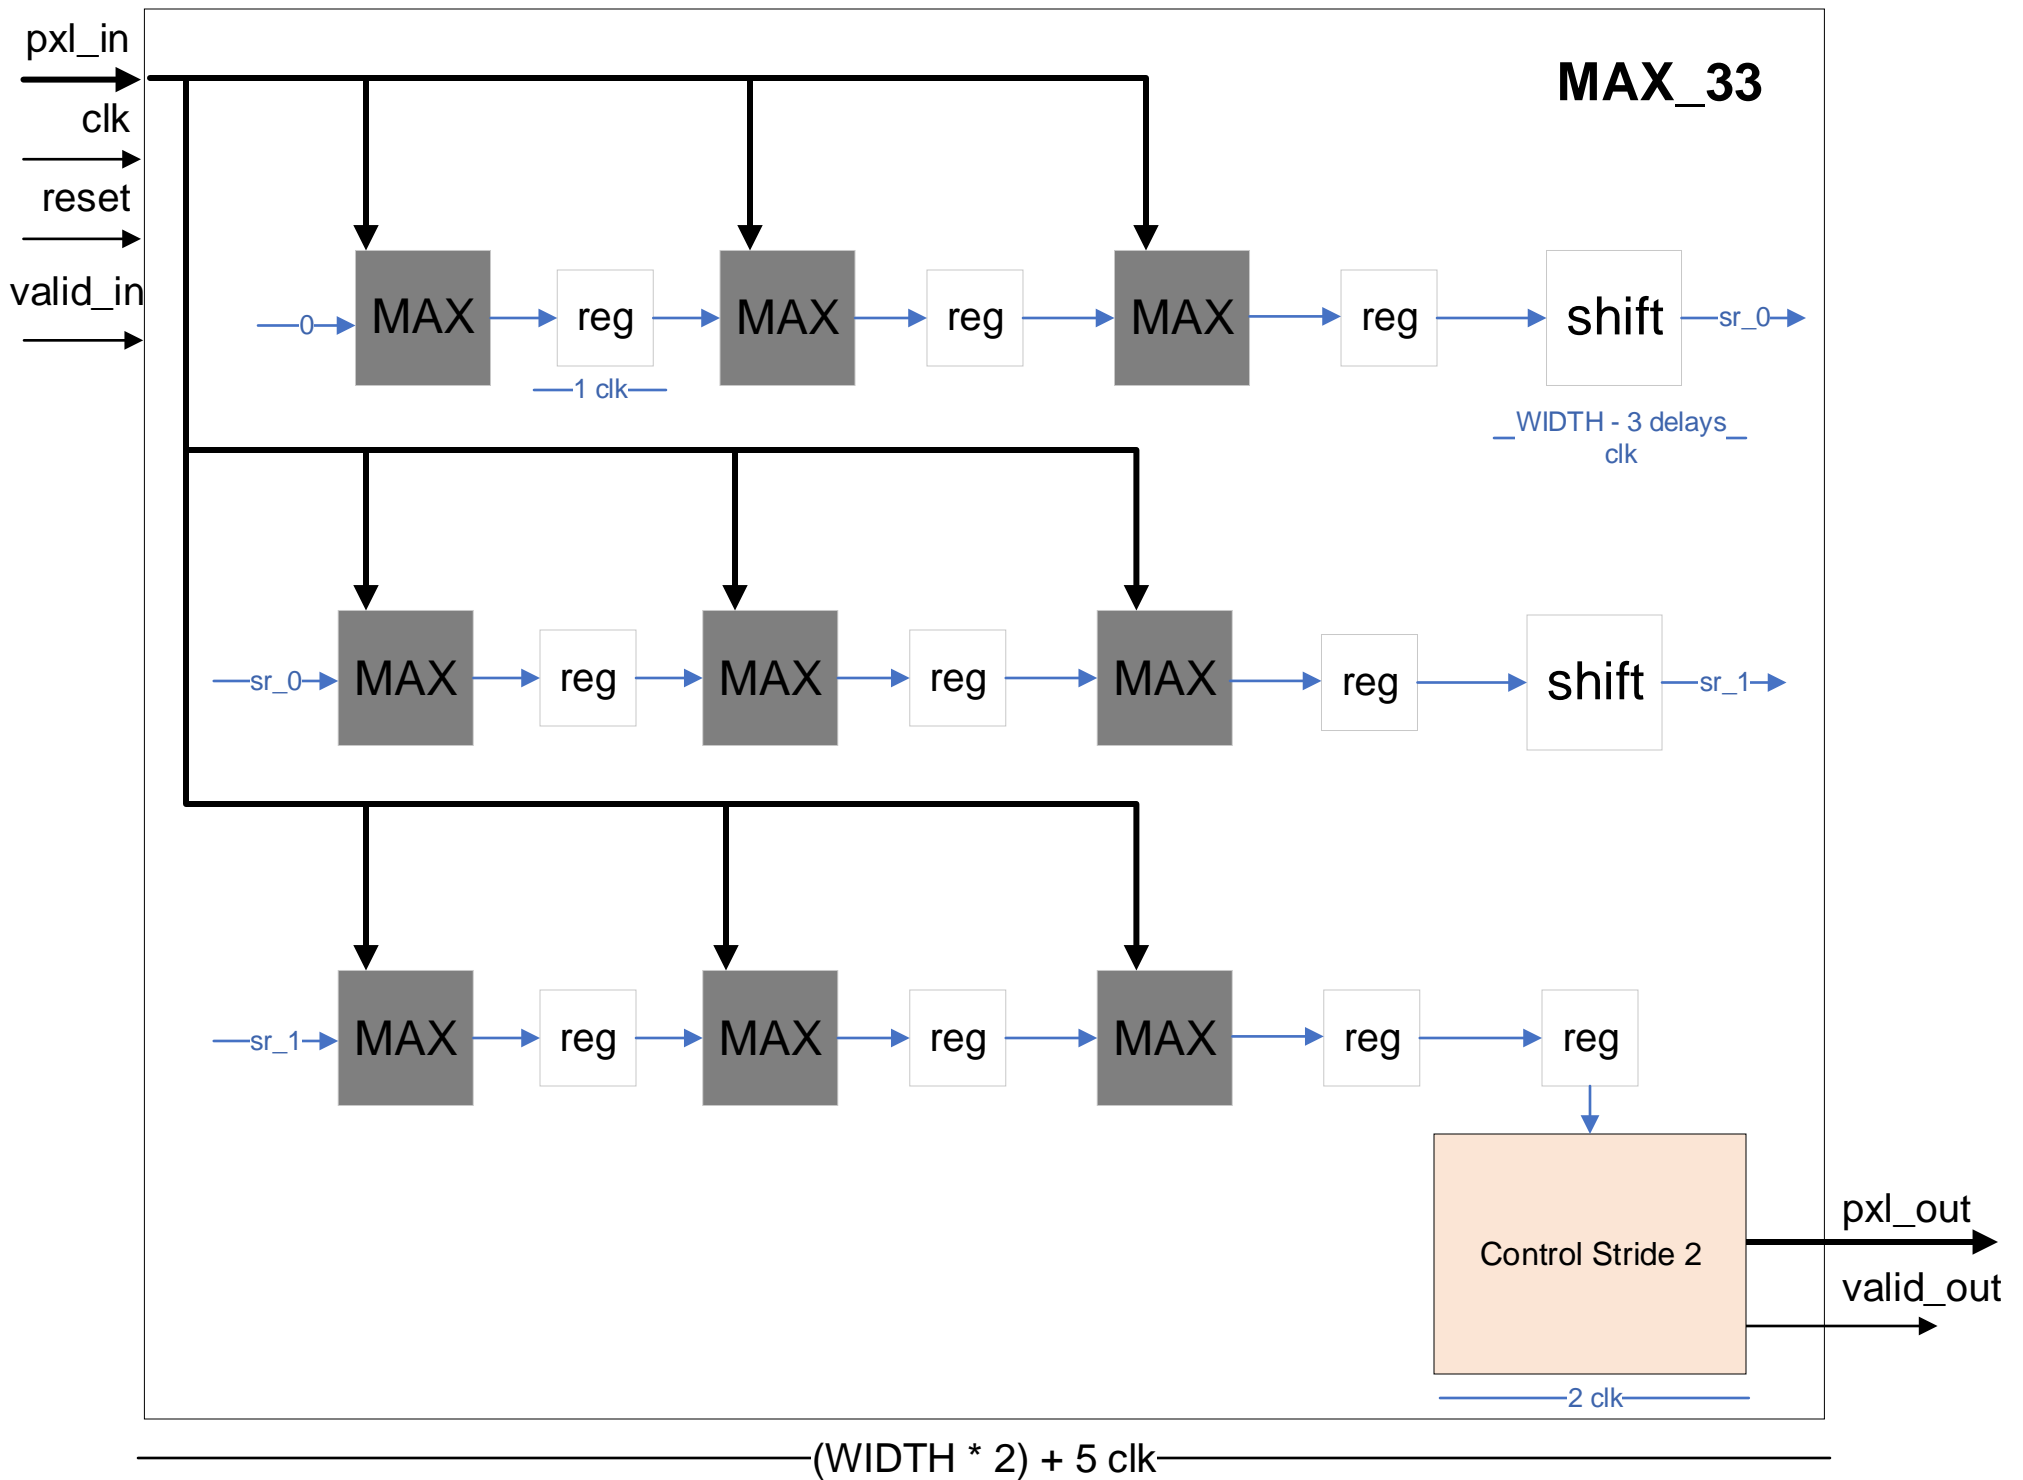 pxl_in
MAX_33
clk
reset
valid_in
0
MAX
reg
MAX
reg
MAX
reg
shift
sr_0
1 clk
WIDTH - 3 delays
clk
sr_0
MAX
reg
MAX
reg
MAX
reg
shift
sr_1
sr_1
MAX
reg
MAX
reg
MAX
reg
reg
Control Stride 2
pxl_out
valid_out
2 clk
(WIDTH * 2) + 5 clk